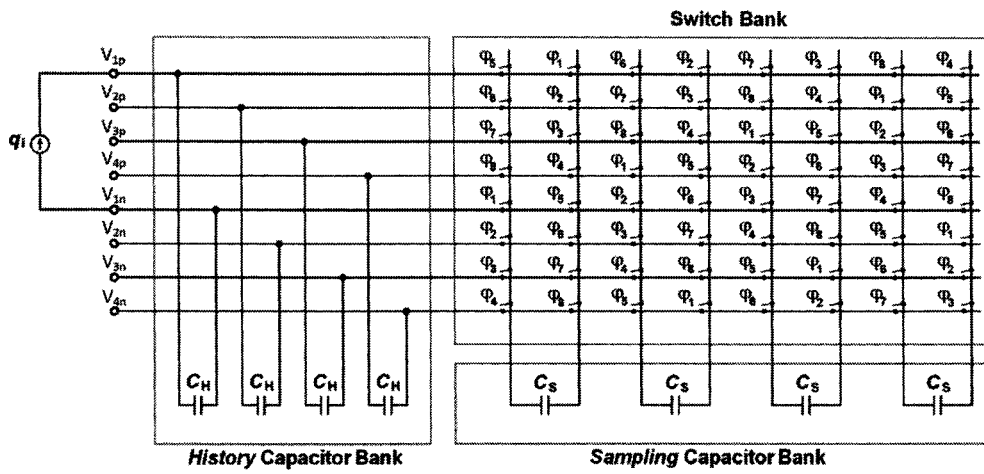 Switch Bank
V1p φ5 φ1 φ6 φ2 φ7 φ3 φ8 φ4
V2p φ6 φ2 φ7 φ3 φ8 φ4 φ1 φ5
qi
V3p φ7 φ3 φ8 φ4 φ1 φ5 φ2 φ6
V4p φ8 φ4 φ1 φ5 φ2 φ6 φ3 φ7
V1n φ1 φ5 φ2 φ6 φ3 φ7 φ4 φ8
V2n φ2 φ6 φ3 φ7 φ4 φ8 φ5 φ1
V3n φ3 φ7 φ4 φ8 φ5 φ1 φ6 φ2
V4n φ4 φ8 φ5 φ1 φ6 φ2 φ7 φ3
CH CH CH CH
CS CS CS CS
History Capacitor Bank
Sampling Capacitor Bank